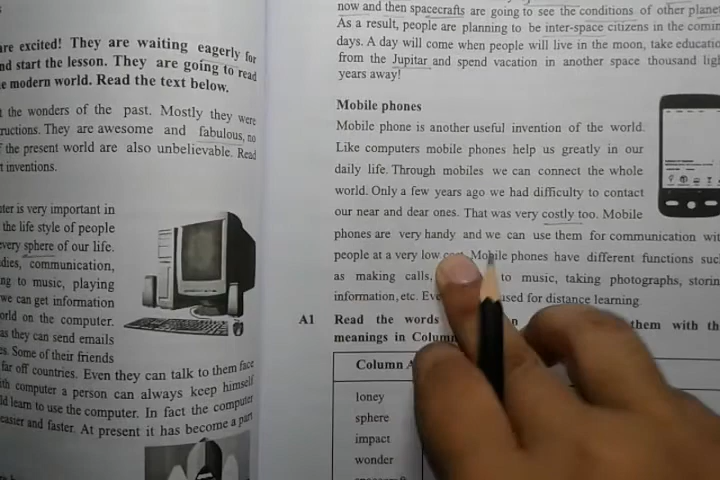 are excited! They are waiting eagerly for
nd start the lesson. They are going to read
e modern world. Read the text below.
t the wonders of the past. Mostly they were
ructions. They are awesome and fabulous, no
f the present world are also unbelievable. Read
t inventions.
uter is very important in
the life style of people
every sphere of our life.
dies, communication,
ng to music, playing
we can get information
orld on the computer.
as they can send emails
es. Some of their friends
far off countries. Even they can talk to them face
ith computer a person can always keep himself
ld learn to use the computer. In fact the computer
easier and faster. At present it has become a part
now and then spacecrafts are going to see the conditions of other planet
As a result, people are planning to be inter-space citizens in the comin
days. A day will come when people will live in the moon, take educatio
from the Jupitar and spend vacation in another space thousand ligh
years away!
Mobile phones
Mobile phone is another useful invention of the world.
Like computers mobile phones help us greatly in our
daily life. Through mobiles we can connect the whole
world. Only a few years ago we had difficulty to contact
our near and dear ones. That was very costly too. Mobile
phones are very handy and we can use them for communication wit
people at a very low cost. Mobile phones have different functions suc
as making calls, to music, taking photographs, storin
information, etc. Eve used for distance learning.
A1 Read the words them with th
meanings in Column
Column A
loney
sphere
impact
wonder